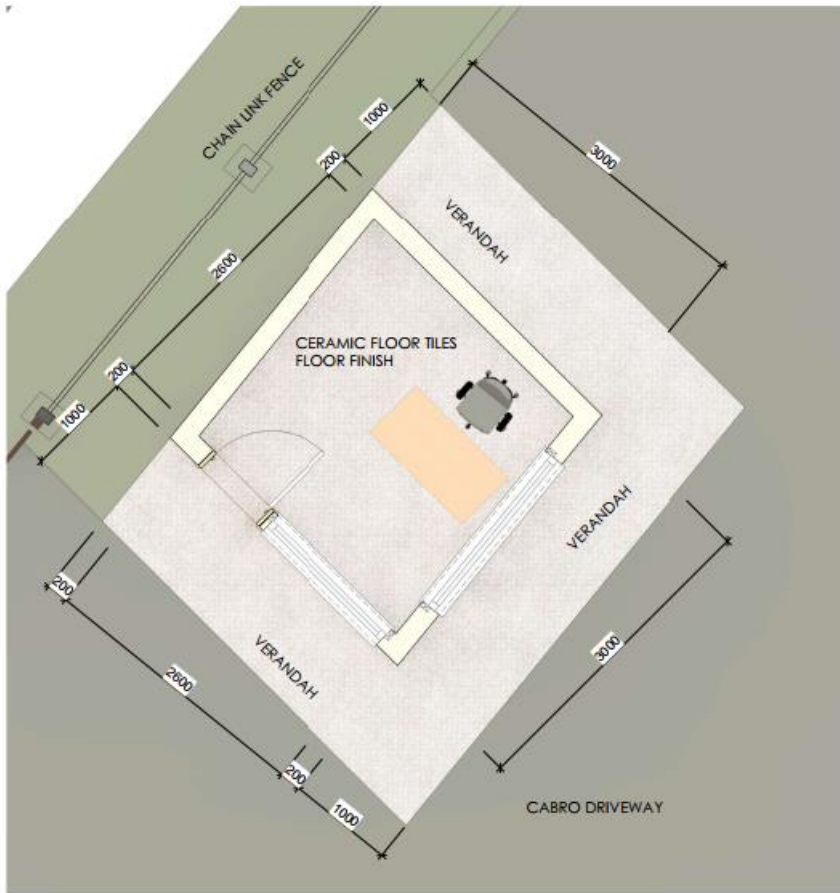 CHAIN LINK FENCE
1000
200
3000
2600
VERANDAH
200
CERAMIC FLOOR TILES
FLOOR FINISH
1000
VERANDAH
200
VERANDAH
3000
2600
200
1000
CABRO DRIVEWAY